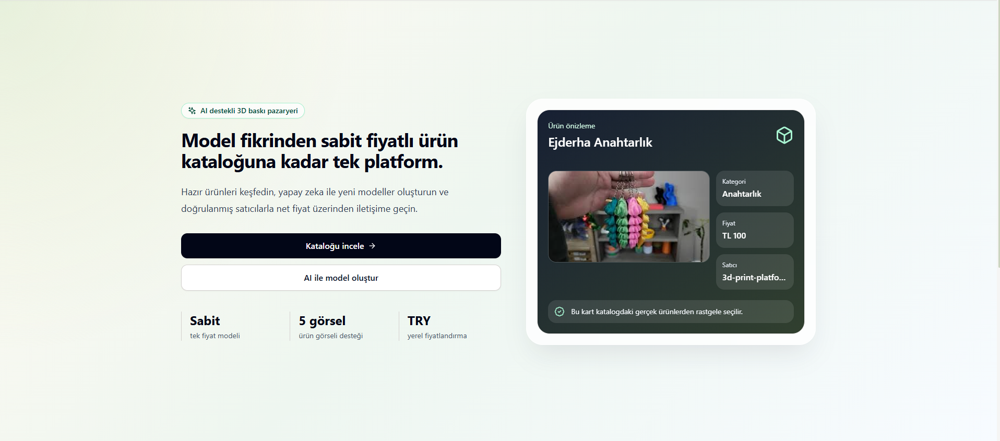 AI destekli 3D baskı pazaryeri
Model fikrinden sabit fiyatlı ürün
kataloğuna kadar tek platform.
Hazır ürünleri keşfedin, yapay zeka ile yeni modeller oluşturun ve
doğrulanmış satıcılarla net fiyat üzerinden iletişime geçin.
Kataloğu incele →
AI ile model oluştur
Sabit
tek fiyat modeli
5 görsel
ürün görseli desteği
TRY
yerel fiyatlandırma
Ürün önizleme
Ejderha Anahtarlık
Kategori
Anahtarlık
Fiyat
TL 100
Satıcı
3d-print-platfo...
Bu kart katalogdaki gerçek ürünlerden rastgele seçilir.